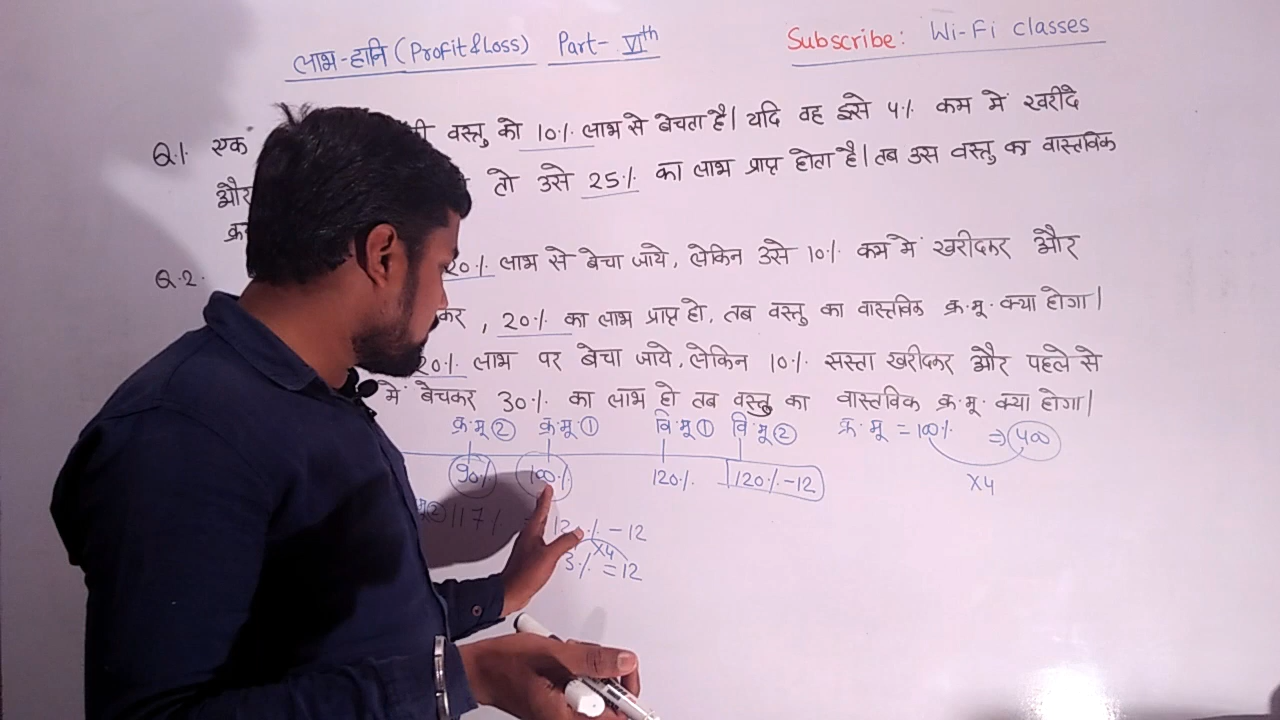 लाभ-हानि (Profit & Loss) Part- VIth
Subscribe: Wi-Fi classes
Q.1. एक वस्तु को 10% लाभ से बेचता है। यदि वह इसे 4% कम में खरीदे
और तो उसे 25% का लाभ प्राप्त होता है। तब उस वस्तु का वास्तविक
Q.2. 20% लाभ से बेचा जाये, लेकिन उसे 10% कम में खरीदकर और
कर, 20% का लाभ प्राप्त हो, तब वस्तु का वास्तविक क्र.मू. क्या होगा।
20% लाभ पर बेचा जाये, लेकिन 10% सस्ता खरीदकर और पहले से
में बेचकर 30% का लाभ हो तब वस्तु का वास्तविक क्र.मू. क्या होगा।
क्र.मू② क्र.मू① वि.मू① वि.मू② क्र.मू = 100% ⇒ 400
90% 100% 120% 120%-12 x4
मू② 117% %-12
x4
3% = 12